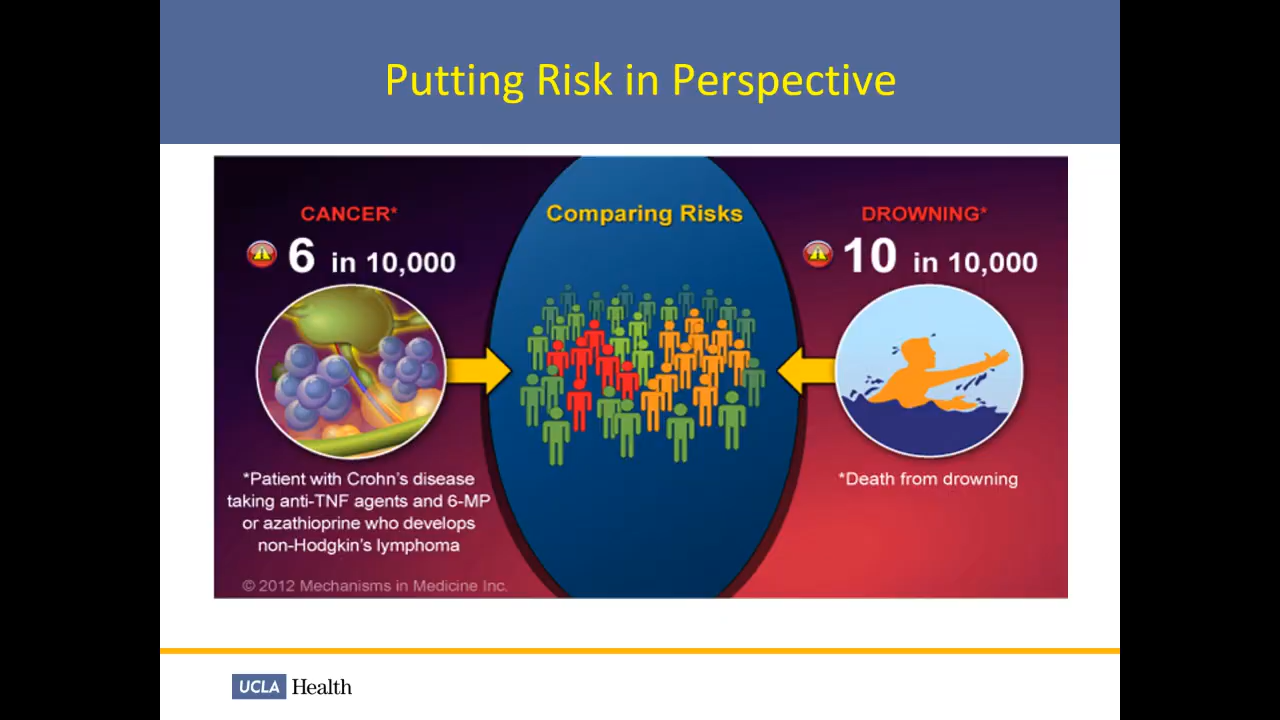 Putting Risk in Perspective
CANCER*
6 in 10,000
*Patient with Crohn's disease
taking anti-TNF agents and 6-MP
or azathioprine who develops
non-Hodgkin's lymphoma
© 2012 Mechanisms in Medicine Inc.
Comparing Risks
DROWNING*
10 in 10,000
*Death from drowning
UCLA Health